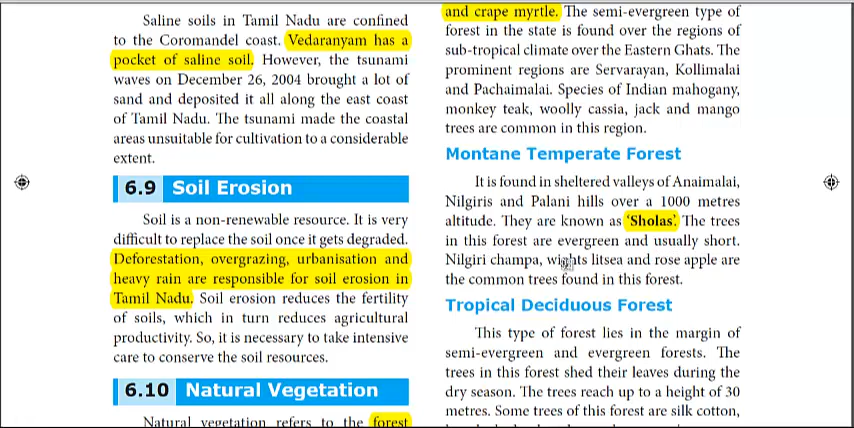 Saline soils in Tamil Nadu are confined
to the Coromandel coast. Vedaranyam has a
pocket of saline soil. However, the tsunami
waves on December 26, 2004 brought a lot of
sand and deposited it all along the east coast
of Tamil Nadu. The tsunami made the coastal
areas unsuitable for cultivation to a considerable
extent.
6.9 Soil Erosion
Soil is a non-renewable resource. It is very
difficult to replace the soil once it gets degraded.
Deforestation, overgrazing, urbanisation and
heavy rain are responsible for soil erosion in
Tamil Nadu. Soil erosion reduces the fertility
of soils, which in turn reduces agricultural
productivity. So, it is necessary to take intensive
care to conserve the soil resources.
6.10 Natural Vegetation
Natural vegetation refers to the forest
and crape myrtle. The semi-evergreen type of
forest in the state is found over the regions of
sub-tropical climate over the Eastern Ghats. The
prominent regions are Servarayan, Kollimalai
and Pachaimalai. Species of Indian mahogany,
monkey teak, woolly cassia, jack and mango
trees are common in this region.
Montane Temperate Forest
It is found in sheltered valleys of Anaimalai,
Nilgiris and Palani hills over a 1000 metres
altitude. They are known as ‘Sholas’. The trees
in this forest are evergreen and usually short.
Nilgiri champa, wights litsea and rose apple are
the common trees found in this forest.
Tropical Deciduous Forest
This type of forest lies in the margin of
semi-evergreen and evergreen forests. The
trees in this forest shed their leaves during the
dry season. The trees reach up to a height of 30
metres. Some trees of this forest are silk cotton,